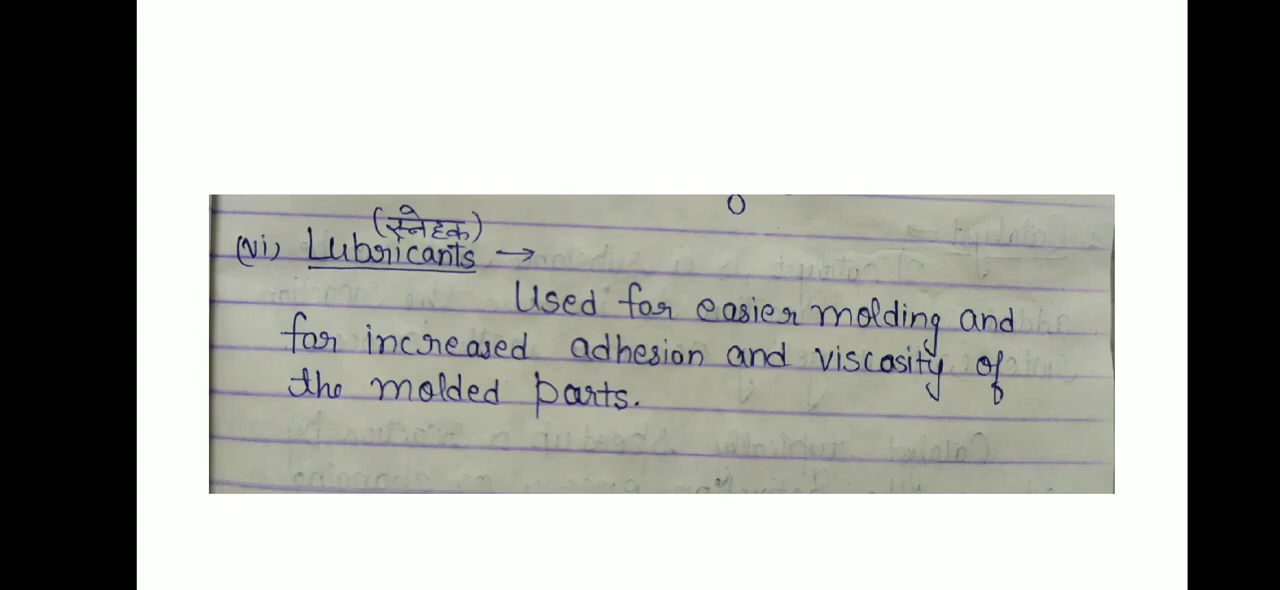 (स्नेहक)
(vi) Lubricants →
Used for easier molding and
for increased adhesion and viscosity of
the molded parts.